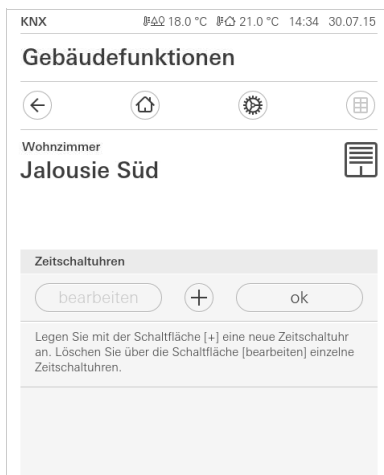 KNX 18.0 °C 21.0 °C 14:34 30.07.15
Gebäudefunktionen
Wohnzimmer
Jalousie Süd
Zeitschaltuhren
bearbeiten + ok
Legen Sie mit der Schaltfläche [+] eine neue Zeitschaltuhr
an. Löschen Sie über die Schaltfläche [bearbeiten] einzelne
Zeitschaltuhren.